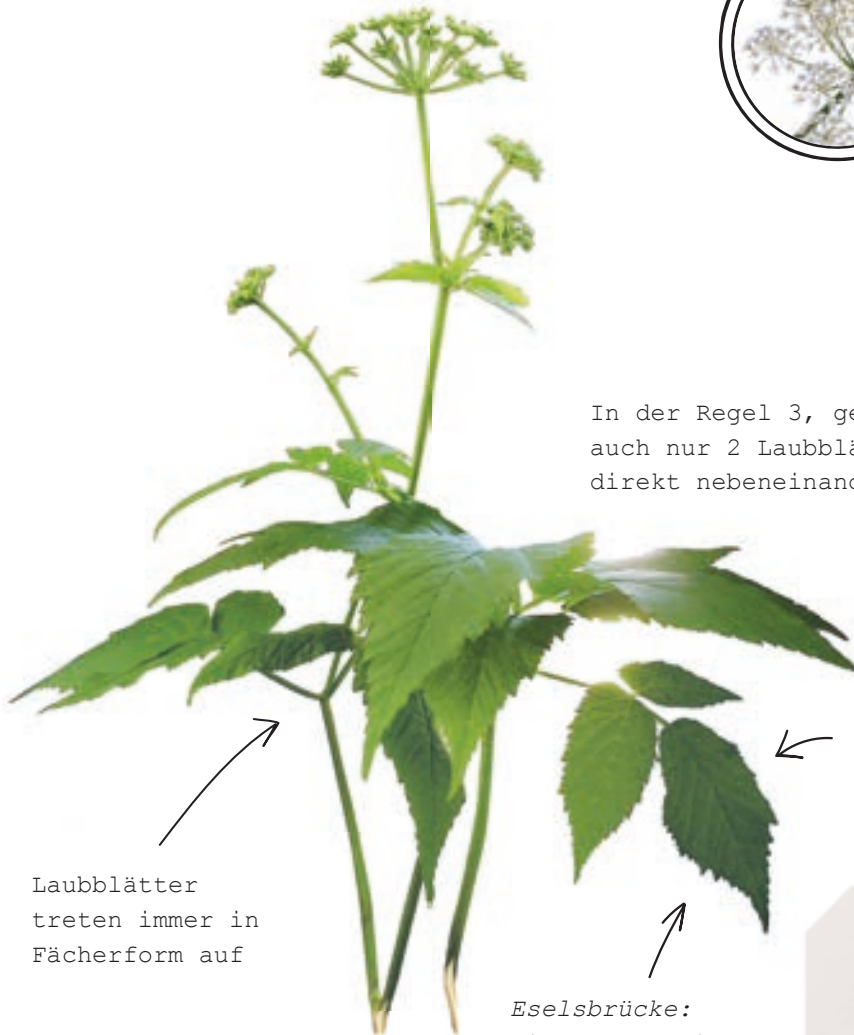 In der Regel 3,
auch nur 2
direkt
Laubblätter
treten immer in
Fächerform auf
Eselsbrücke: